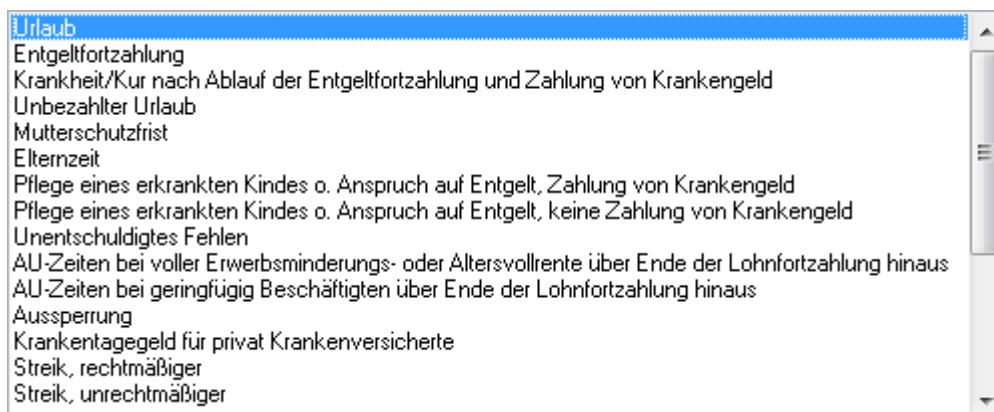 Urlaub
Entgeltfortzahlung
Krankheit/Kur nach Ablauf der Entgeltfortzahlung und Zahlung von Krankengeld
Unbezahlter Urlaub
Mutterschutzfrist
Elternzeit
Pflege eines erkrankten Kindes o. Anspruch auf Entgelt, Zahlung von Krankengeld
Pflege eines erkrankten Kindes o. Anspruch auf Entgelt, keine Zahlung von Krankengeld
Unentschuldigtes Fehlen
AU-Zeiten bei voller Erwerbsminderungs- oder Altersvollrente über Ende der Lohnfortzahlung hinaus
AU-Zeiten bei geringfügig Beschäftigten über Ende der Lohnfortzahlung hinaus
Aussperrung
Krankentagegeld für privat Krankenversicherte
Streik, rechtmäßiger
Streik, unrechtmäßiger